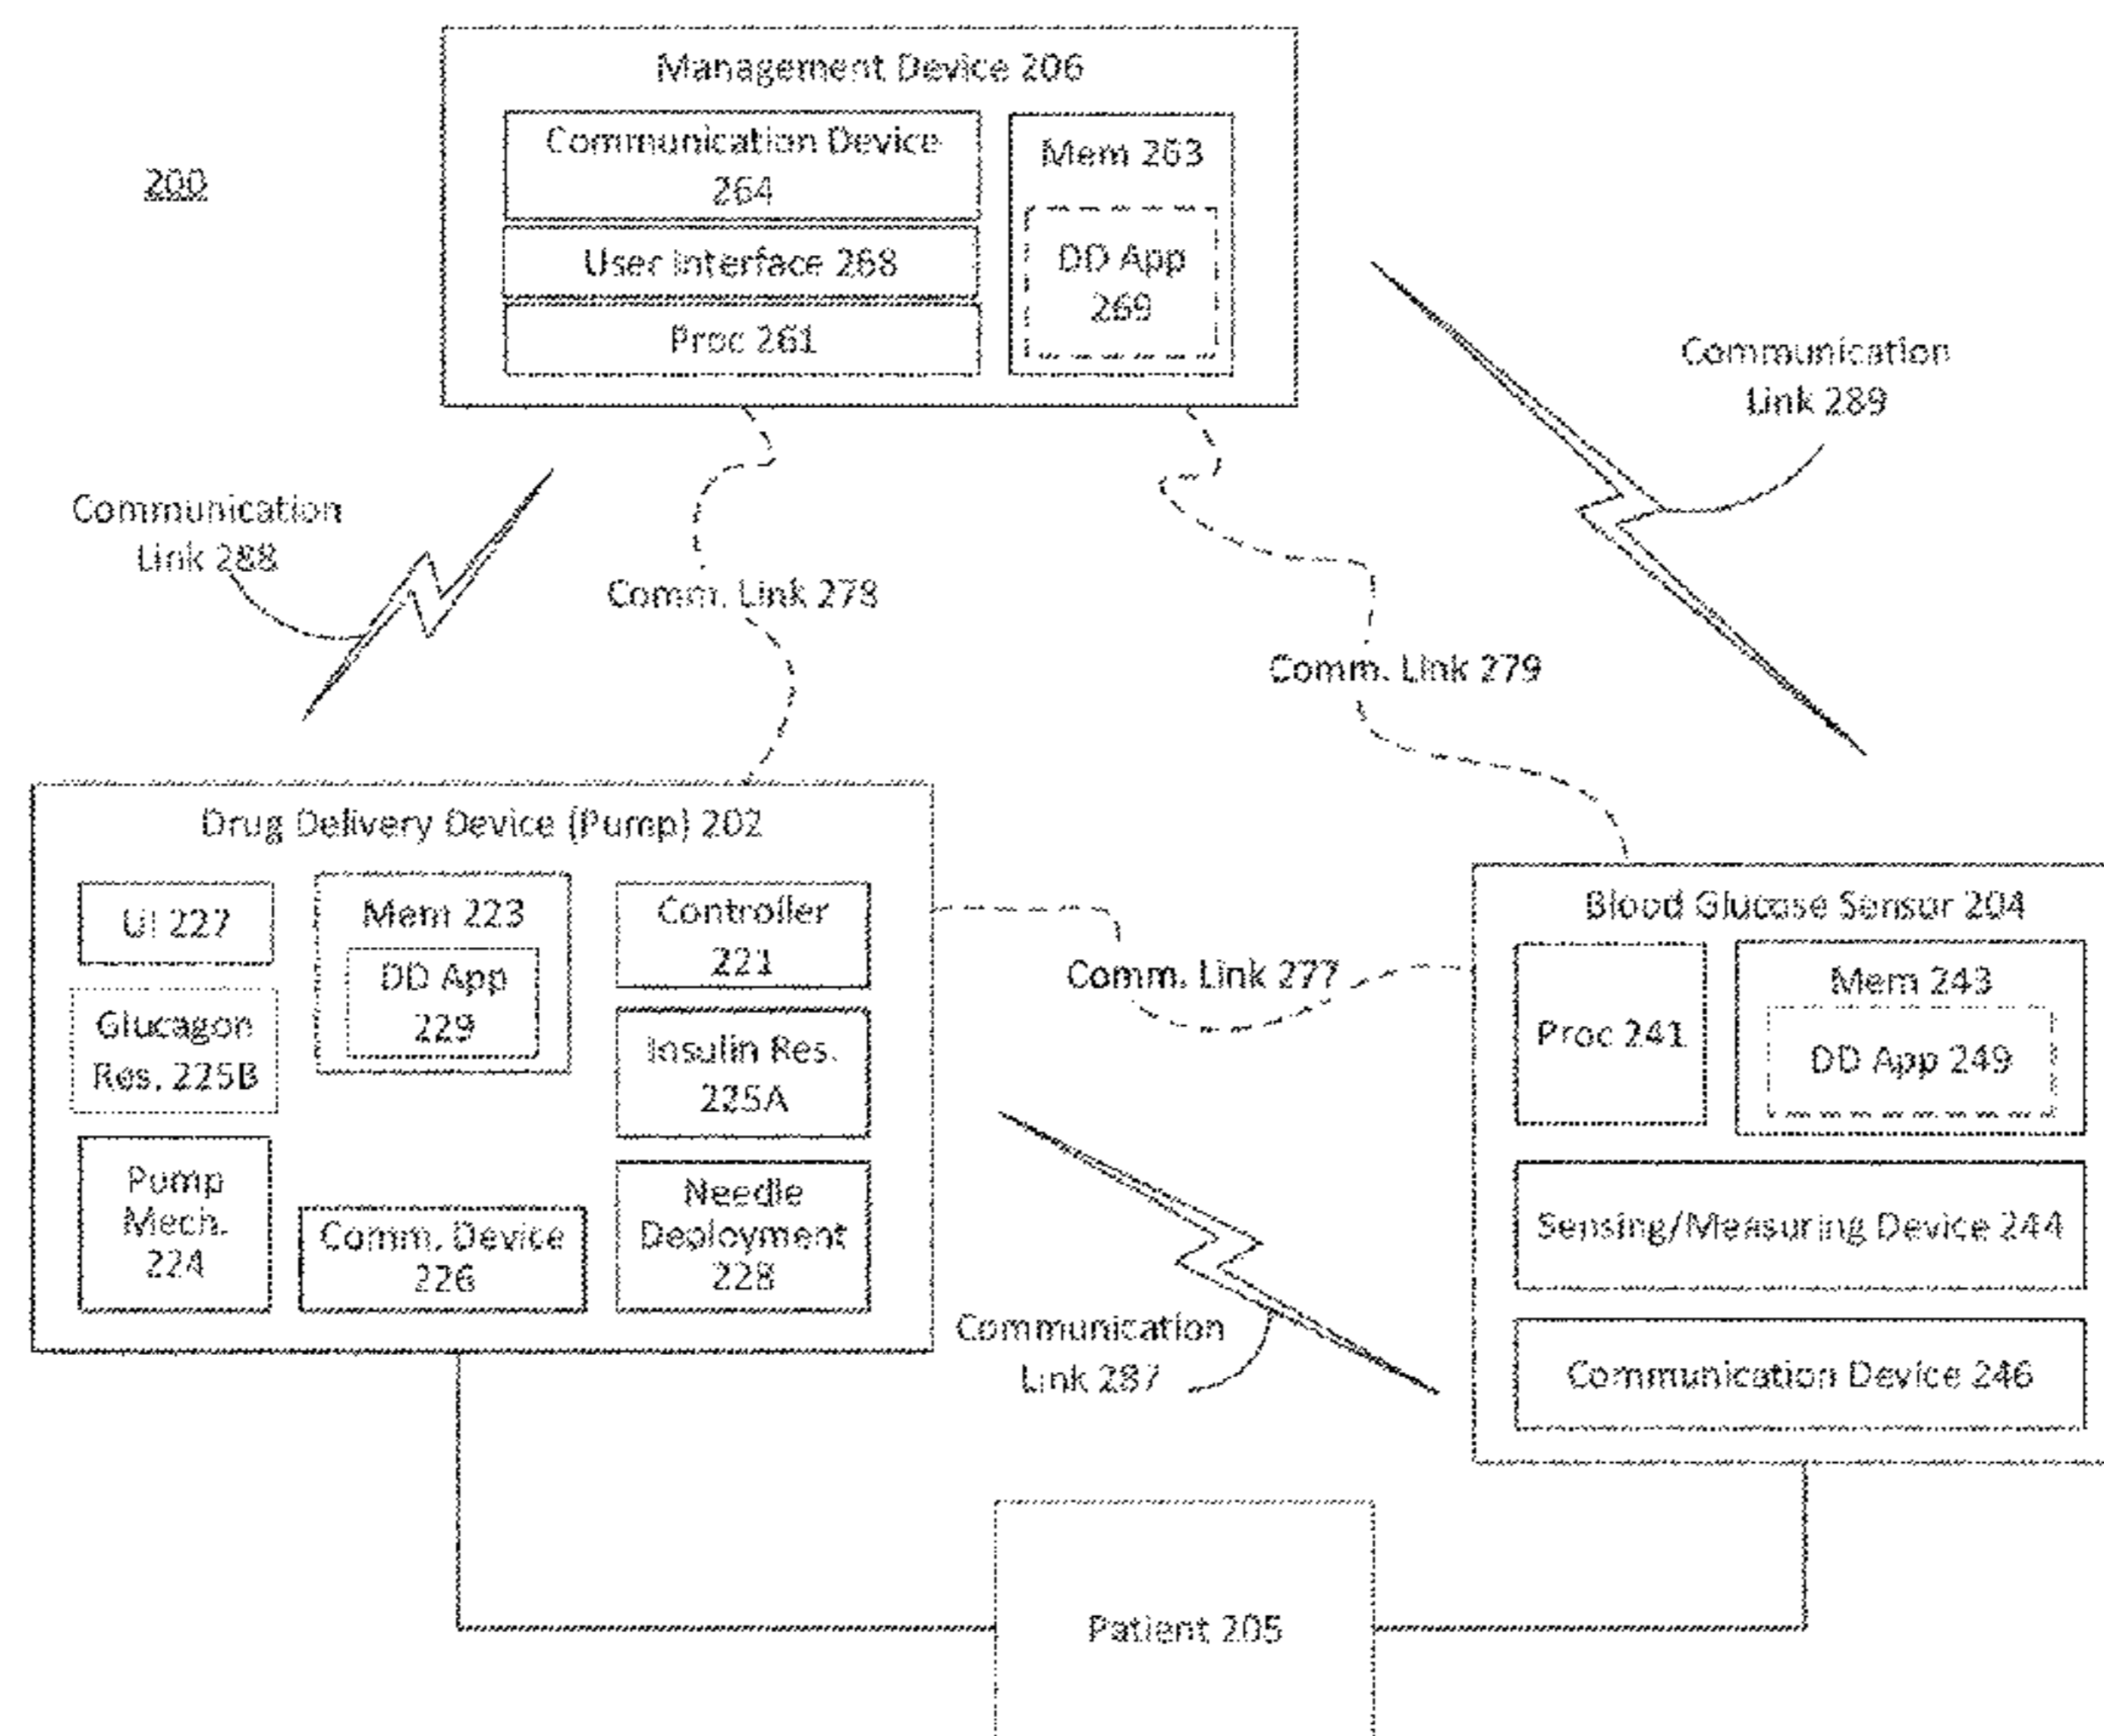 Management Device 206
Communication Device
264
Mem 263
200
User Interface 268
DD App
269
Proc 261
Communication
Link 289
Communication
Link 288
Comm. Link 278
Comm. Link 279
Drug Delivery Device (Pump) 202
UI 227
Mem 223
DD App
229
Controller
221
Glucagon
Res. 225B
Insulin Res.
225A
Pump
Mech.
224
Comm. Device
226
Needle
Deployment
228
Comm. Link 277
Blood Glucose Sensor 204
Proc 241
Mem 243
DD App 249
Sensing/Measuring Device 244
Communication Device 246
Communication
Link 287
Patient 205